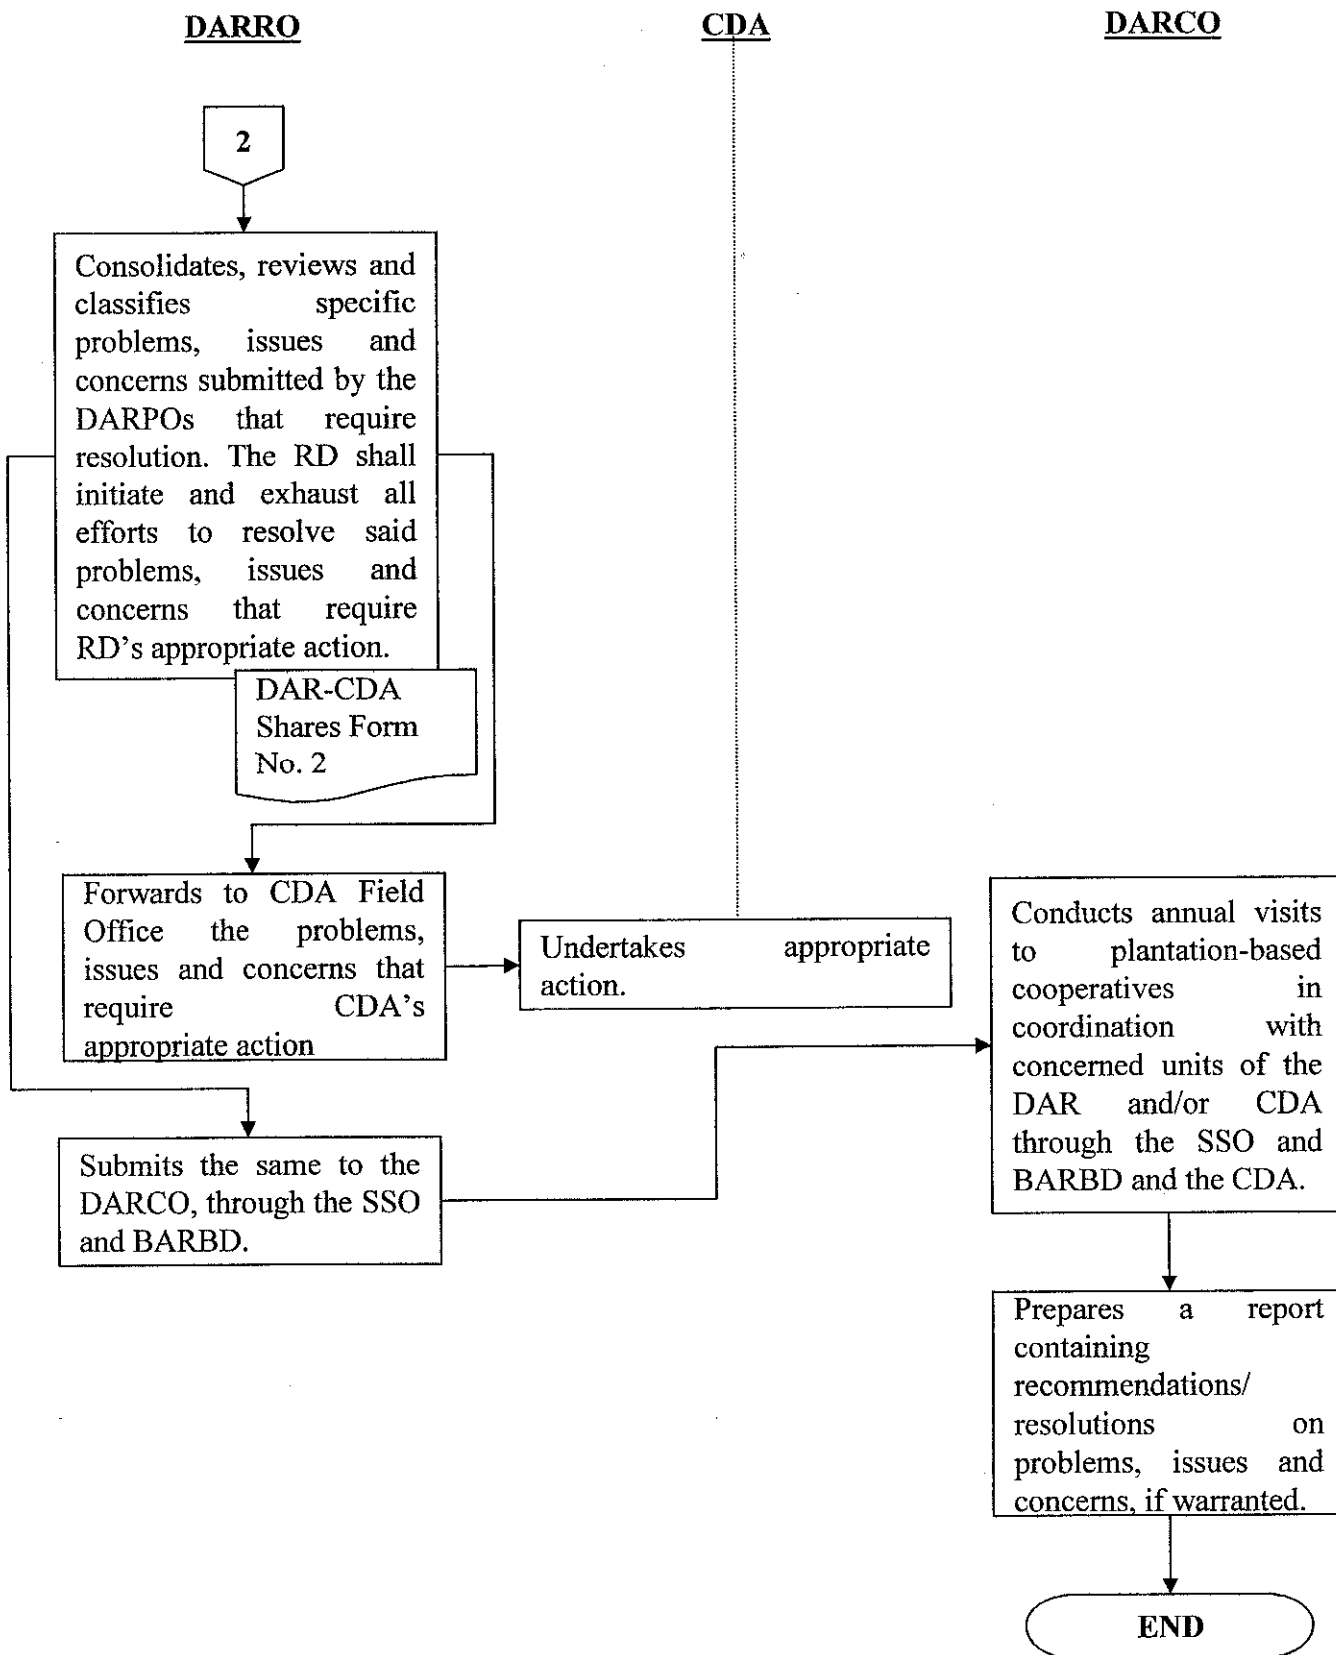 DARRO
CDA
DARCO
2
Consolidates, reviews and
classifies specific
problems, issues and
concerns submitted by the
DARPOs that require
resolution. The RD shall
initiate and exhaust all
efforts to resolve said
problems, issues and
concerns that require
RD's appropriate action.
DAR-CDA
Shares Form
No. 2
Forwards to CDA Field
Office the problems,
issues and concerns that
require CDA's
appropriate action
Undertakes appropriate
action.
Submits the same to the
DARCO, through the SSO
and BARBD.
Conducts annual visits
to plantation-based
cooperatives in
coordination with
concerned units of the
DAR and/or CDA
through the SSO and
BARBD and the CDA.
Prepares a report
containing
recommendations/
resolutions on
problems, issues and
concerns, if warranted.
END